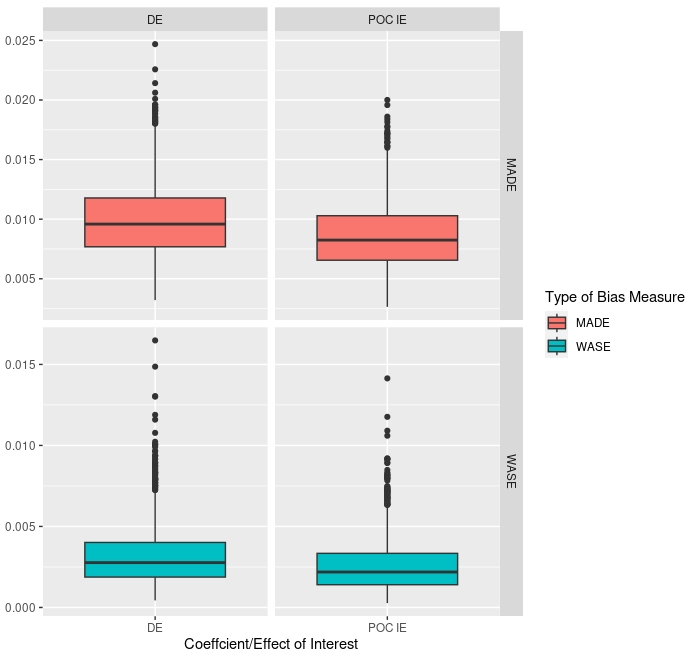 DE
POC IE
0.025
0.020
0.015
0.010
0.005
MADE
0.015
0.010
0.005
0.000
WASE
DE
POC IE
Coeffcient/Effect of Interest
Type of Bias Measure
MADE
WASE